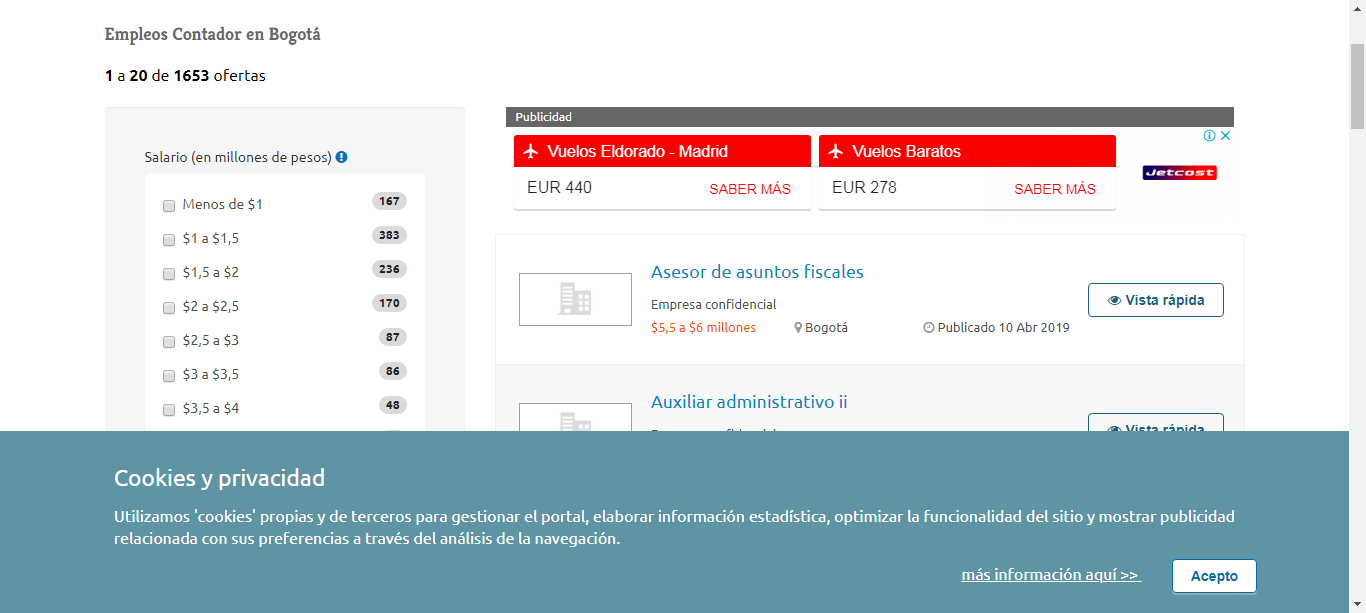 Empleos Contador en Bogotá
1 a 20 de 1653 ofertas
Salario (en millones de pesos)
Menos de $1 167
$1 a $1,5 383
$1,5 a $2 236
$2 a $2,5 170
$2,5 a $3 87
$3 a $3,5 86
$3,5 a $4 48
Publicidad
Vuelos Eldorado - Madrid
EUR 440 SABER MÁS
Vuelos Baratos
EUR 278 SABER MÁS
Jetcost
Asesor de asuntos fiscales
Empresa confidencial
$5,5 a $6 millones Bogotá Publicado 10 Abr 2019
Vista rápida
Auxiliar administrativo ii
Vista rápida
Cookies y privacidad
Utilizamos 'cookies' propias y de terceros para gestionar el portal, elaborar información estadística, optimizar la funcionalidad del sitio y mostrar publicidad
relacionada con sus preferencias a través del análisis de la navegación.
más información aquí >>
Acepto